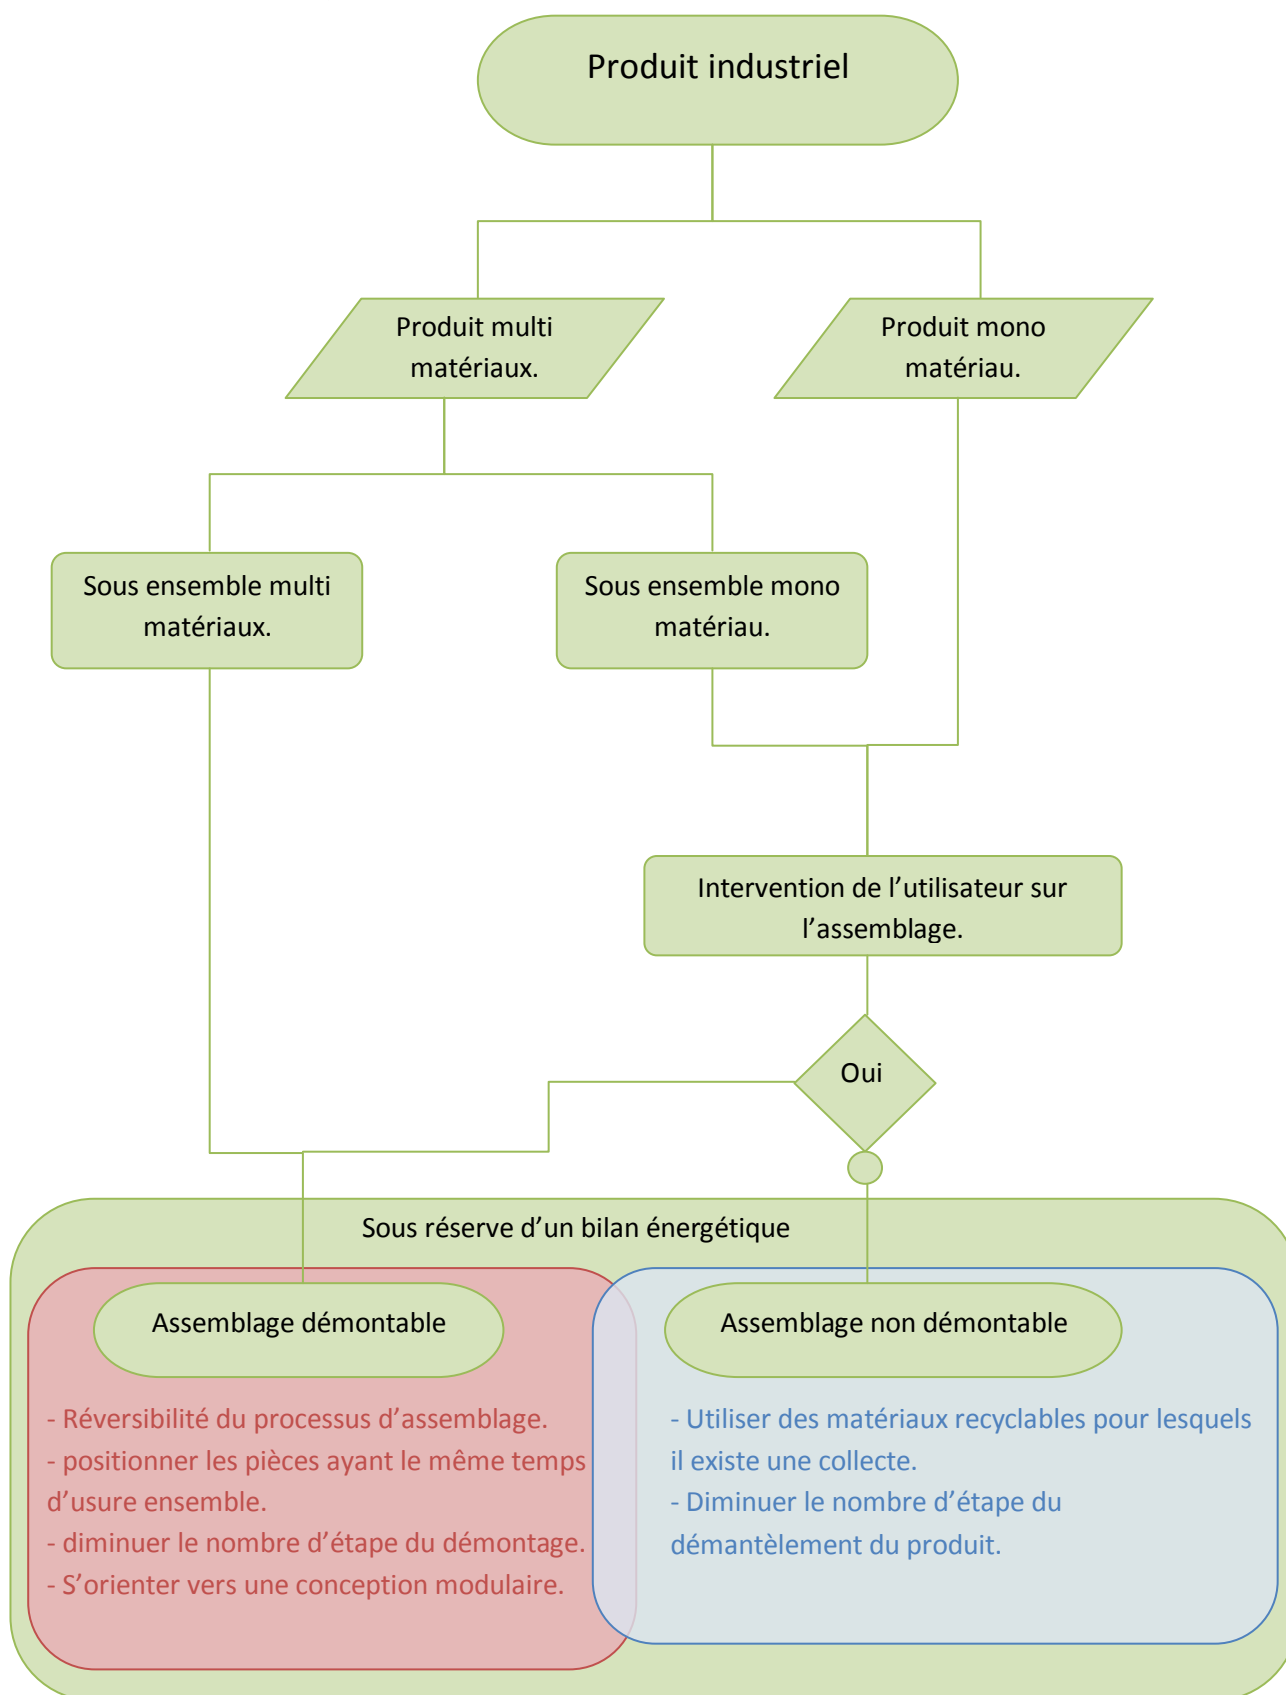 Produit industriel
Produit multi
matériaux.
Produit mono
matériau.
Sous ensemble multi
matériaux.
Sous ensemble mono
matériau.
Intervention de l’utilisateur sur
l’assemblage.
Oui
Sous réserve d’un bilan énergétique
Assemblage démontable
- Réversibilité du processus d’assemblage.
- positionner les pièces ayant le même temps
d’usure ensemble.
- diminuer le nombre d’étape du démontage.
- S’orienter vers une conception modulaire.
Assemblage non démontable
- Utiliser des matériaux recyclables pour lesquels
il existe une collecte.
- Diminuer le nombre d’étape du
démantèlement du produit.